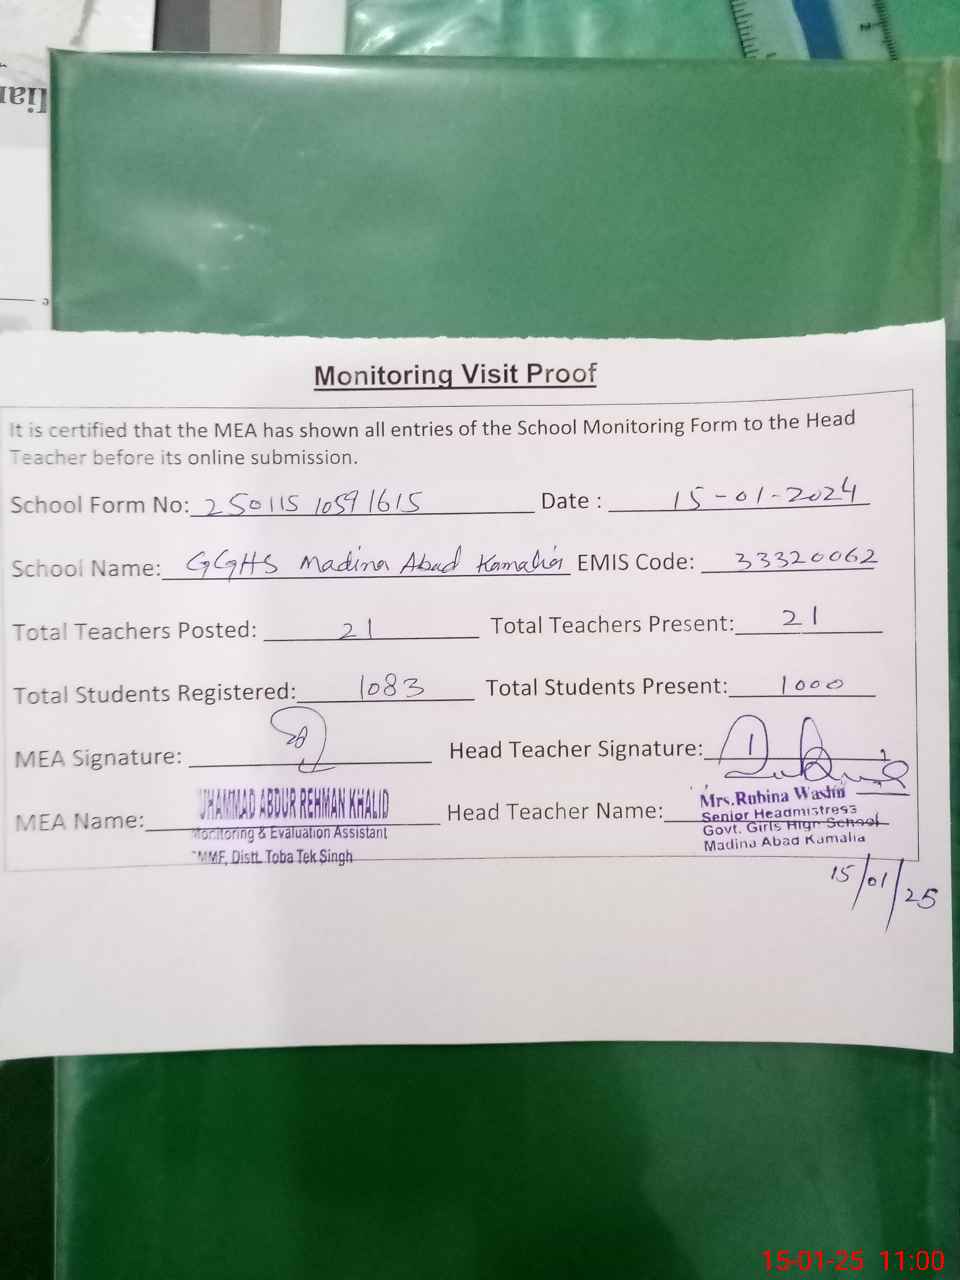 Monitoring Visit Proof
It is certified that the MEA has shown all entries of the School Monitoring Form to the Head
Teacher before its online submission.
School Form No: 250115 10591615 Date : 15-01-2024
School Name: GGHS Madina Abad Kamalia EMIS Code: 33320062
Total Teachers Posted: 21 Total Teachers Present: 21
Total Students Registered: 1083 Total Students Present: 1000
MEA Signature: Head Teacher Signature:
MEA Name: Head Teacher Name:
UHAMMAD ABDUR REHMAN KHALID
Monitoring & Evaluation Assistant
MMF, Distt. Toba Tek Singh
Mrs.Rubina Washir
Senior Headmistress
Govt. Girls High School
Madina Abad Kamalia
15/01/25
15-01-25 11:00